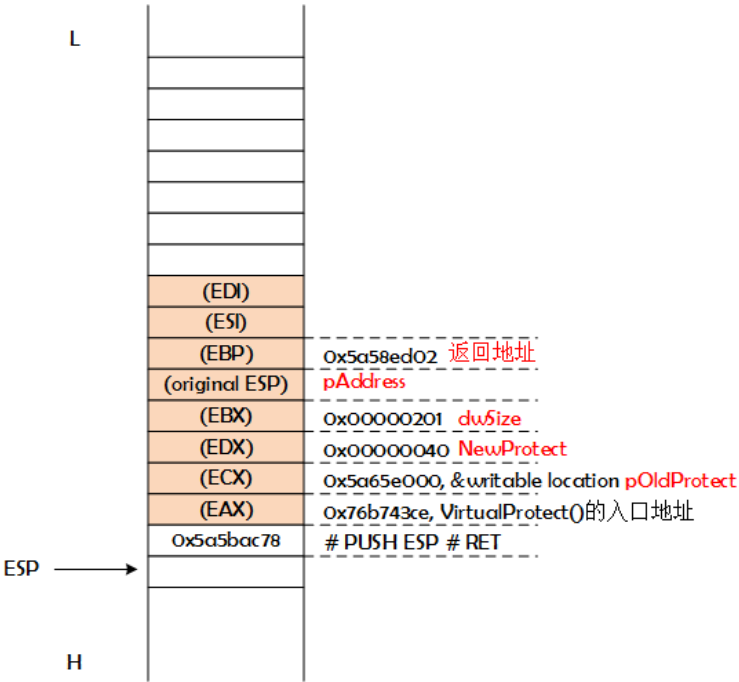 L
(EDI)
(ESI)
(EBP) 0x5a58ed02 返回地址
(original ESP) pAddress
(EBX) 0x00000201 dwSize
(EDX) 0x00000040 NewProtect
(ECX) 0x5a65e000, &writable location pOldProtect
(EAX) 0x76b743ce, VirtualProtect()的入口地址
0x5a5bac78 # PUSH ESP # RET
ESP
H